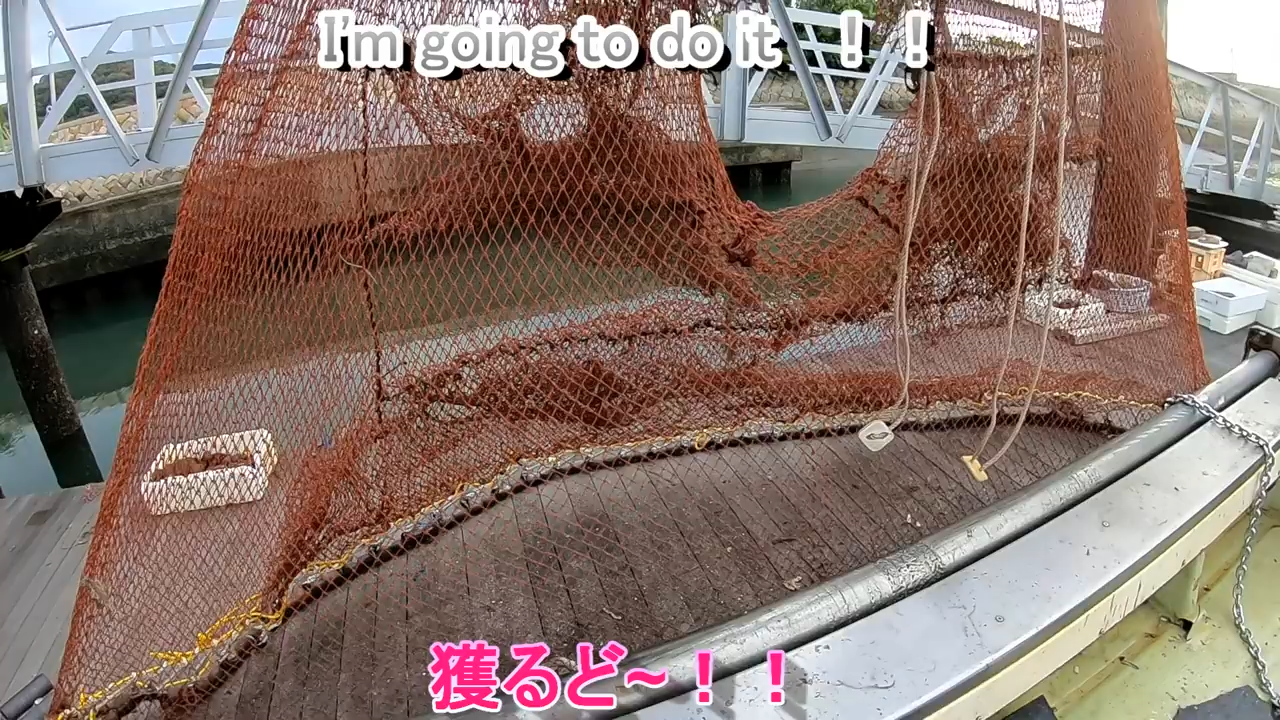 I'm going to do it ！！
獲るど~！！